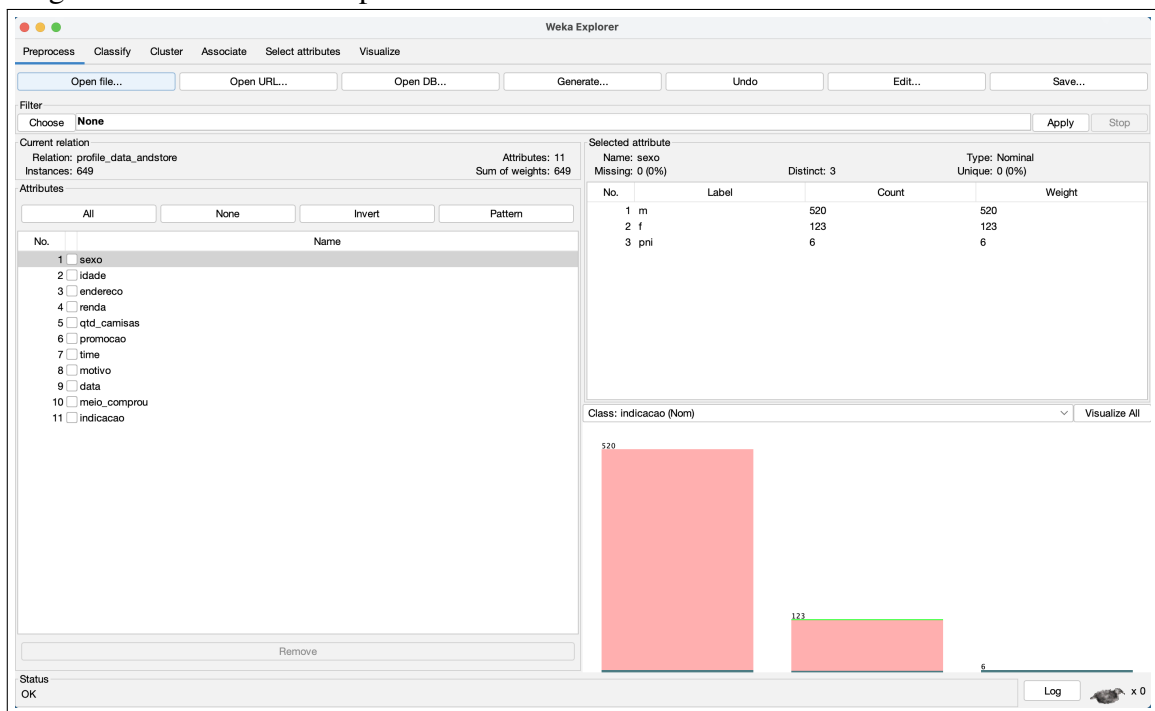 Weka Explorer
Preprocess Classify Cluster Associate Select attributes Visualize
Open file... Open URL... Open DB... Generate... Undo Edit... Save...
Filter
Choose None Apply Stop
Current relation
Relation: profile_data_andstore Attributes: 11
Instances: 649 Sum of weights: 649
Attributes
All None Invert Pattern
No. Name
1 sexo
2 idade
3 endereco
4 renda
5 qtd_camisas
6 promocao
7 time
8 motivo
9 data
10 meio_comprou
11 indicacao
Remove
Selected attribute
Name: sexo Type: Nominal
Missing: 0 (0%) Distinct: 3 Unique: 0 (0%)
No. Label Count Weight
1 m 520 520
2 f 123 123
3 pni 6 6
Class: indicacao (Nom) Visualize All
520
123
6
Status
OK
Log x 0